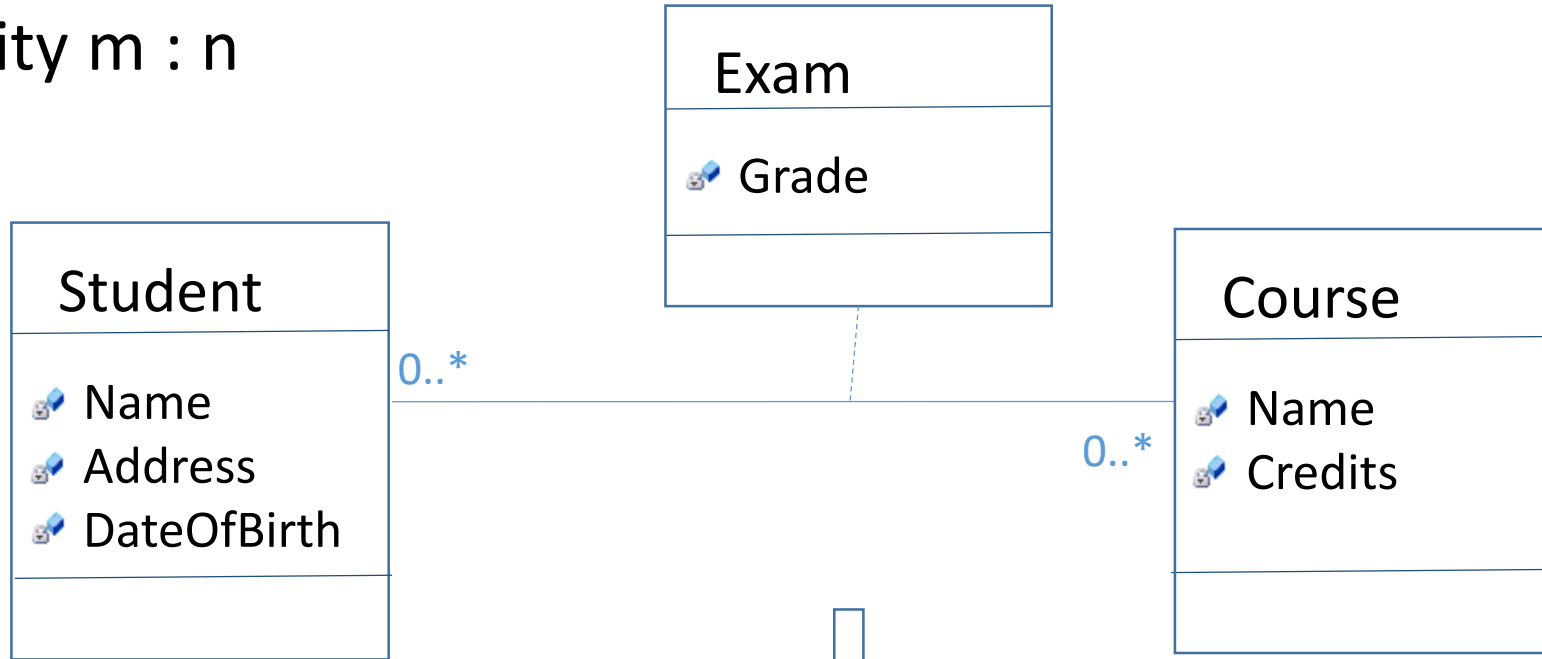 ity m : n
Exam
Grade
Student
Name
Address
DateOfBirth
0..*
0..*
Course
Name
Credits